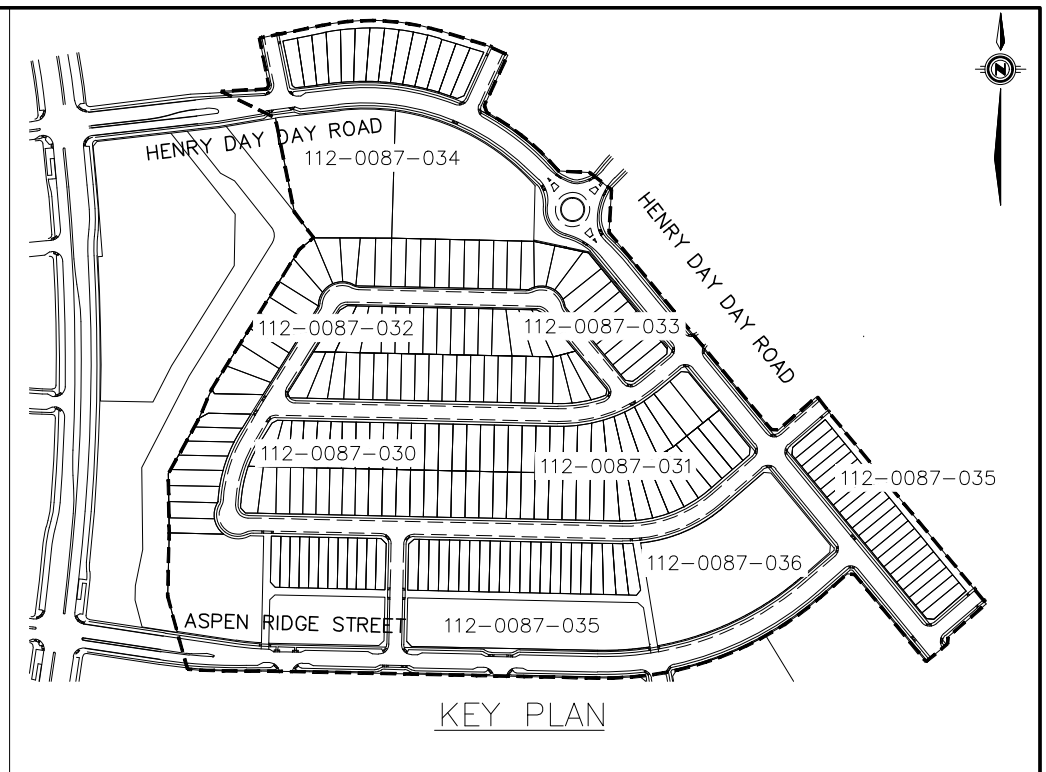 N
HENRY DAY DAY ROAD
112-0087-034
HENRY DAY DAY ROAD
112-0087-032
112-0087-033
112-0087-030
112-0087-031
112-0087-035
112-0087-036
ASPEN RIDGE STREET
112-0087-035
KEY PLAN